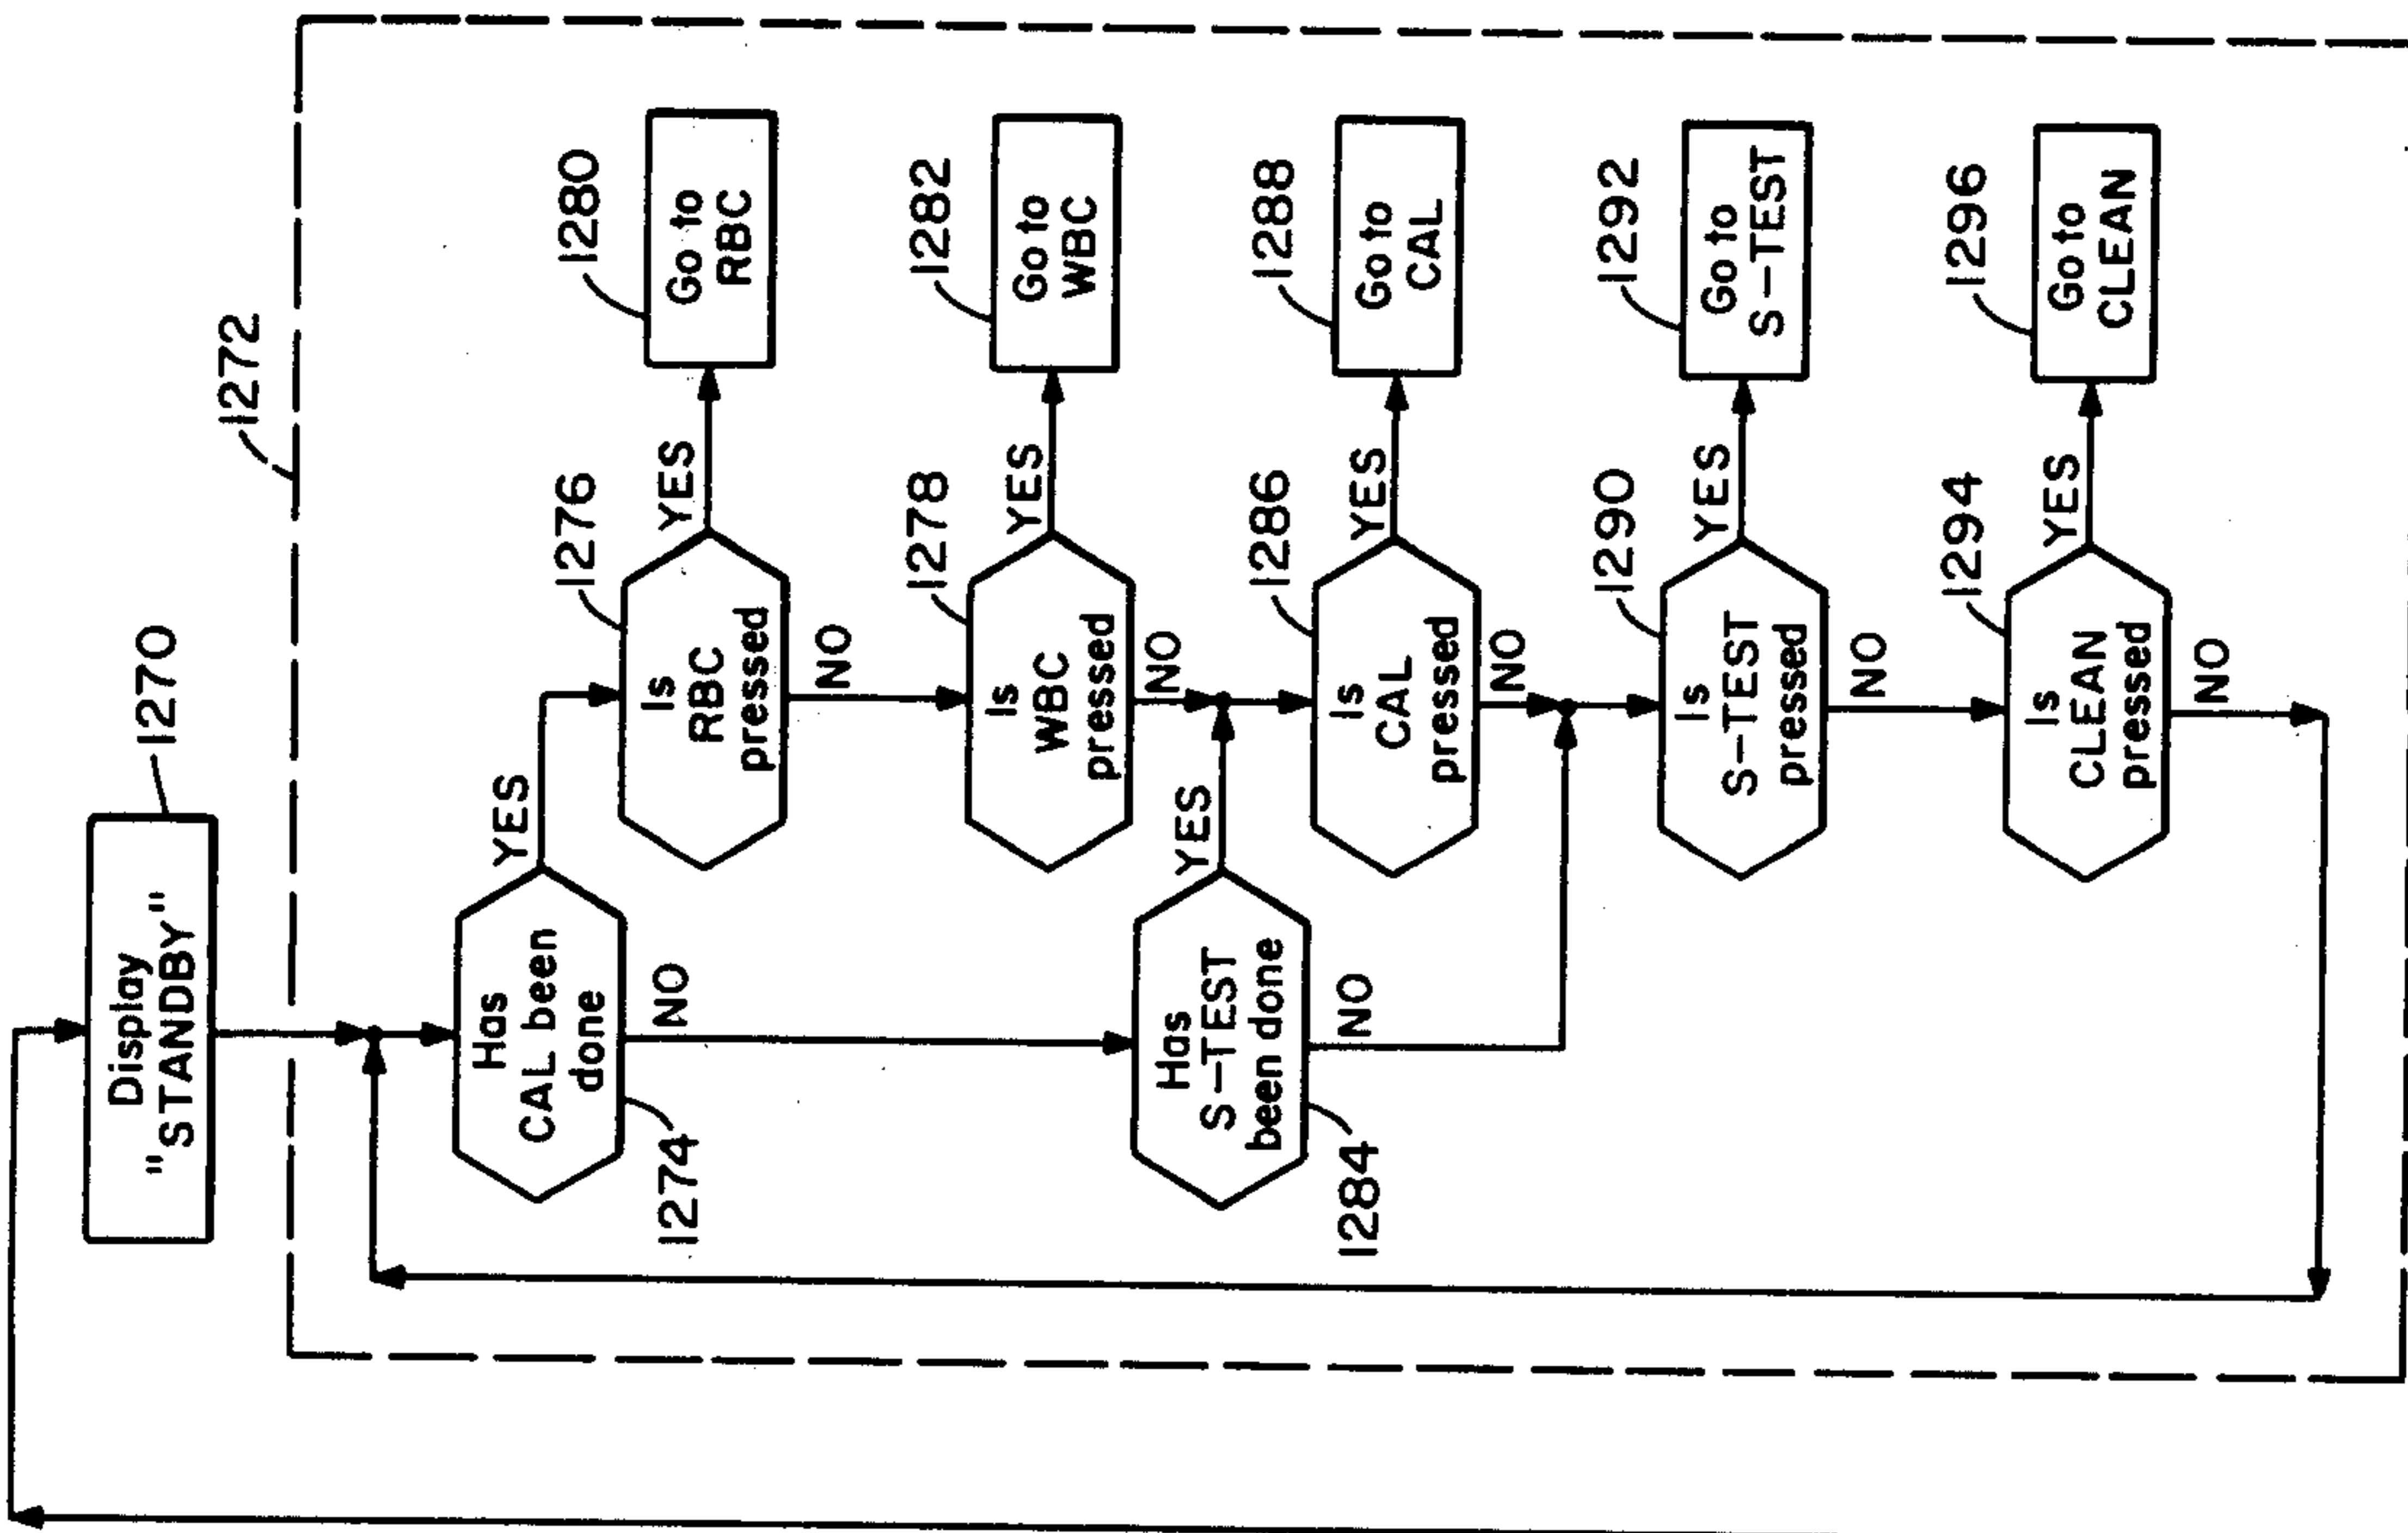 1270
Display
"STANDBY"
1272
Has
CAL been
done
1274
YES
NO
Is
RBC
pressed
1276
YES
NO
Go to
RBC
1280
Is
WBC
pressed
1278
YES
NO
Go to
WBC
1282
Has
S-TEST
been done
1284
YES
NO
Is
CAL
pressed
1286
YES
NO
Go to
CAL
1288
Is
S-TEST
pressed
1290
YES
NO
Go to
S-TEST
1292
Is
CLEAN
pressed
1294
YES
NO
Go to
CLEAN
1296